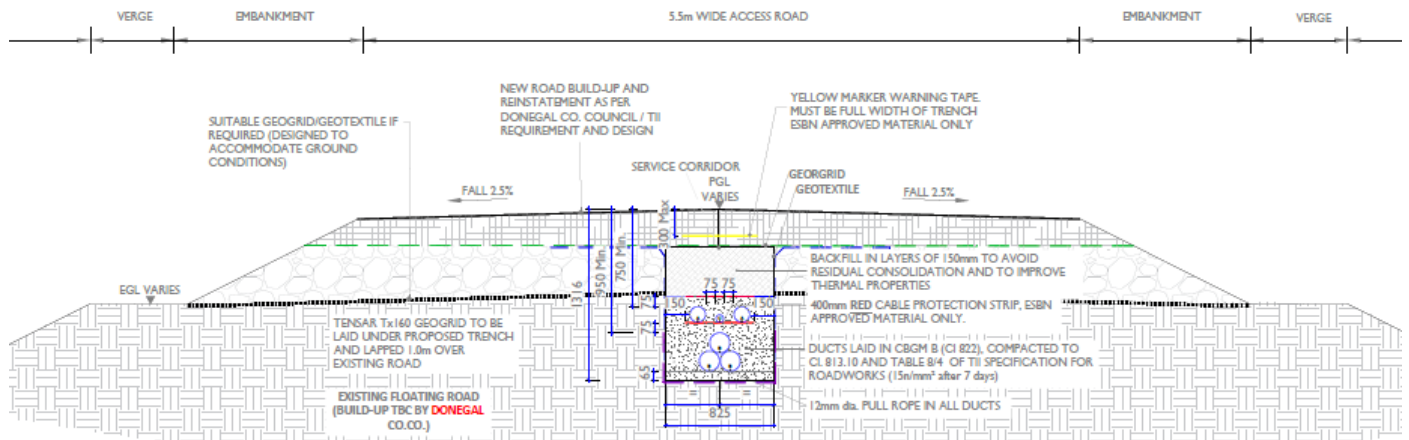 VERGE
EMBANKMENT
5.5m WIDE ACCESS ROAD
EMBANKMENT
VERGE
NEW ROAD BUILD-UP AND
REINSTATEMENT AS PER
DONEGAL CO. COUNCIL / TII
REQUIREMENT AND DESIGN
YELLOW MARKER WARNING TAPE.
MUST BE FULL WIDTH OF TRENCH
ESBN APPROVED MATERIAL ONLY
SUITABLE GEOGRID/GEOTEXTILE IF
REQUIRED (DESIGNED TO
ACCOMMODATE GROUND
CONDITIONS)
SERVICE CORRIDOR
PGL
VARIES
GEORGRID
GEOTEXTILE
FALL 2.5%
FALL 2.5%
300 Max
750 Min.
950 Min.
1316
BACKFILL IN LAYERS OF 150mm TO AVOID
RESIDUAL CONSOLIDATION AND TO IMPROVE
THERMAL PROPERTIES
EGL VARIES
75 75
75
150
150
400mm RED CABLE PROTECTION STRIP, ESBN
APPROVED MATERIAL ONLY.
75
TENSAR Tx160 GEOGRID TO BE
LAID UNDER PROPOSED TRENCH
AND LAPPED 1.0m OVER
EXISTING ROAD
DUCTS LAID IN CBGM B (Cl 822), COMPACTED TO
CL. 813.10 AND TABLE 8/4 OF TII SPECIFICATION FOR
ROADWORKS (15n/mm² after 7 days)
65
EXISTING FLOATING ROAD
(BUILD-UP TBC BY DONEGAL
CO.CO.)
= =
12mm dia. PULL ROPE IN ALL DUCTS
825